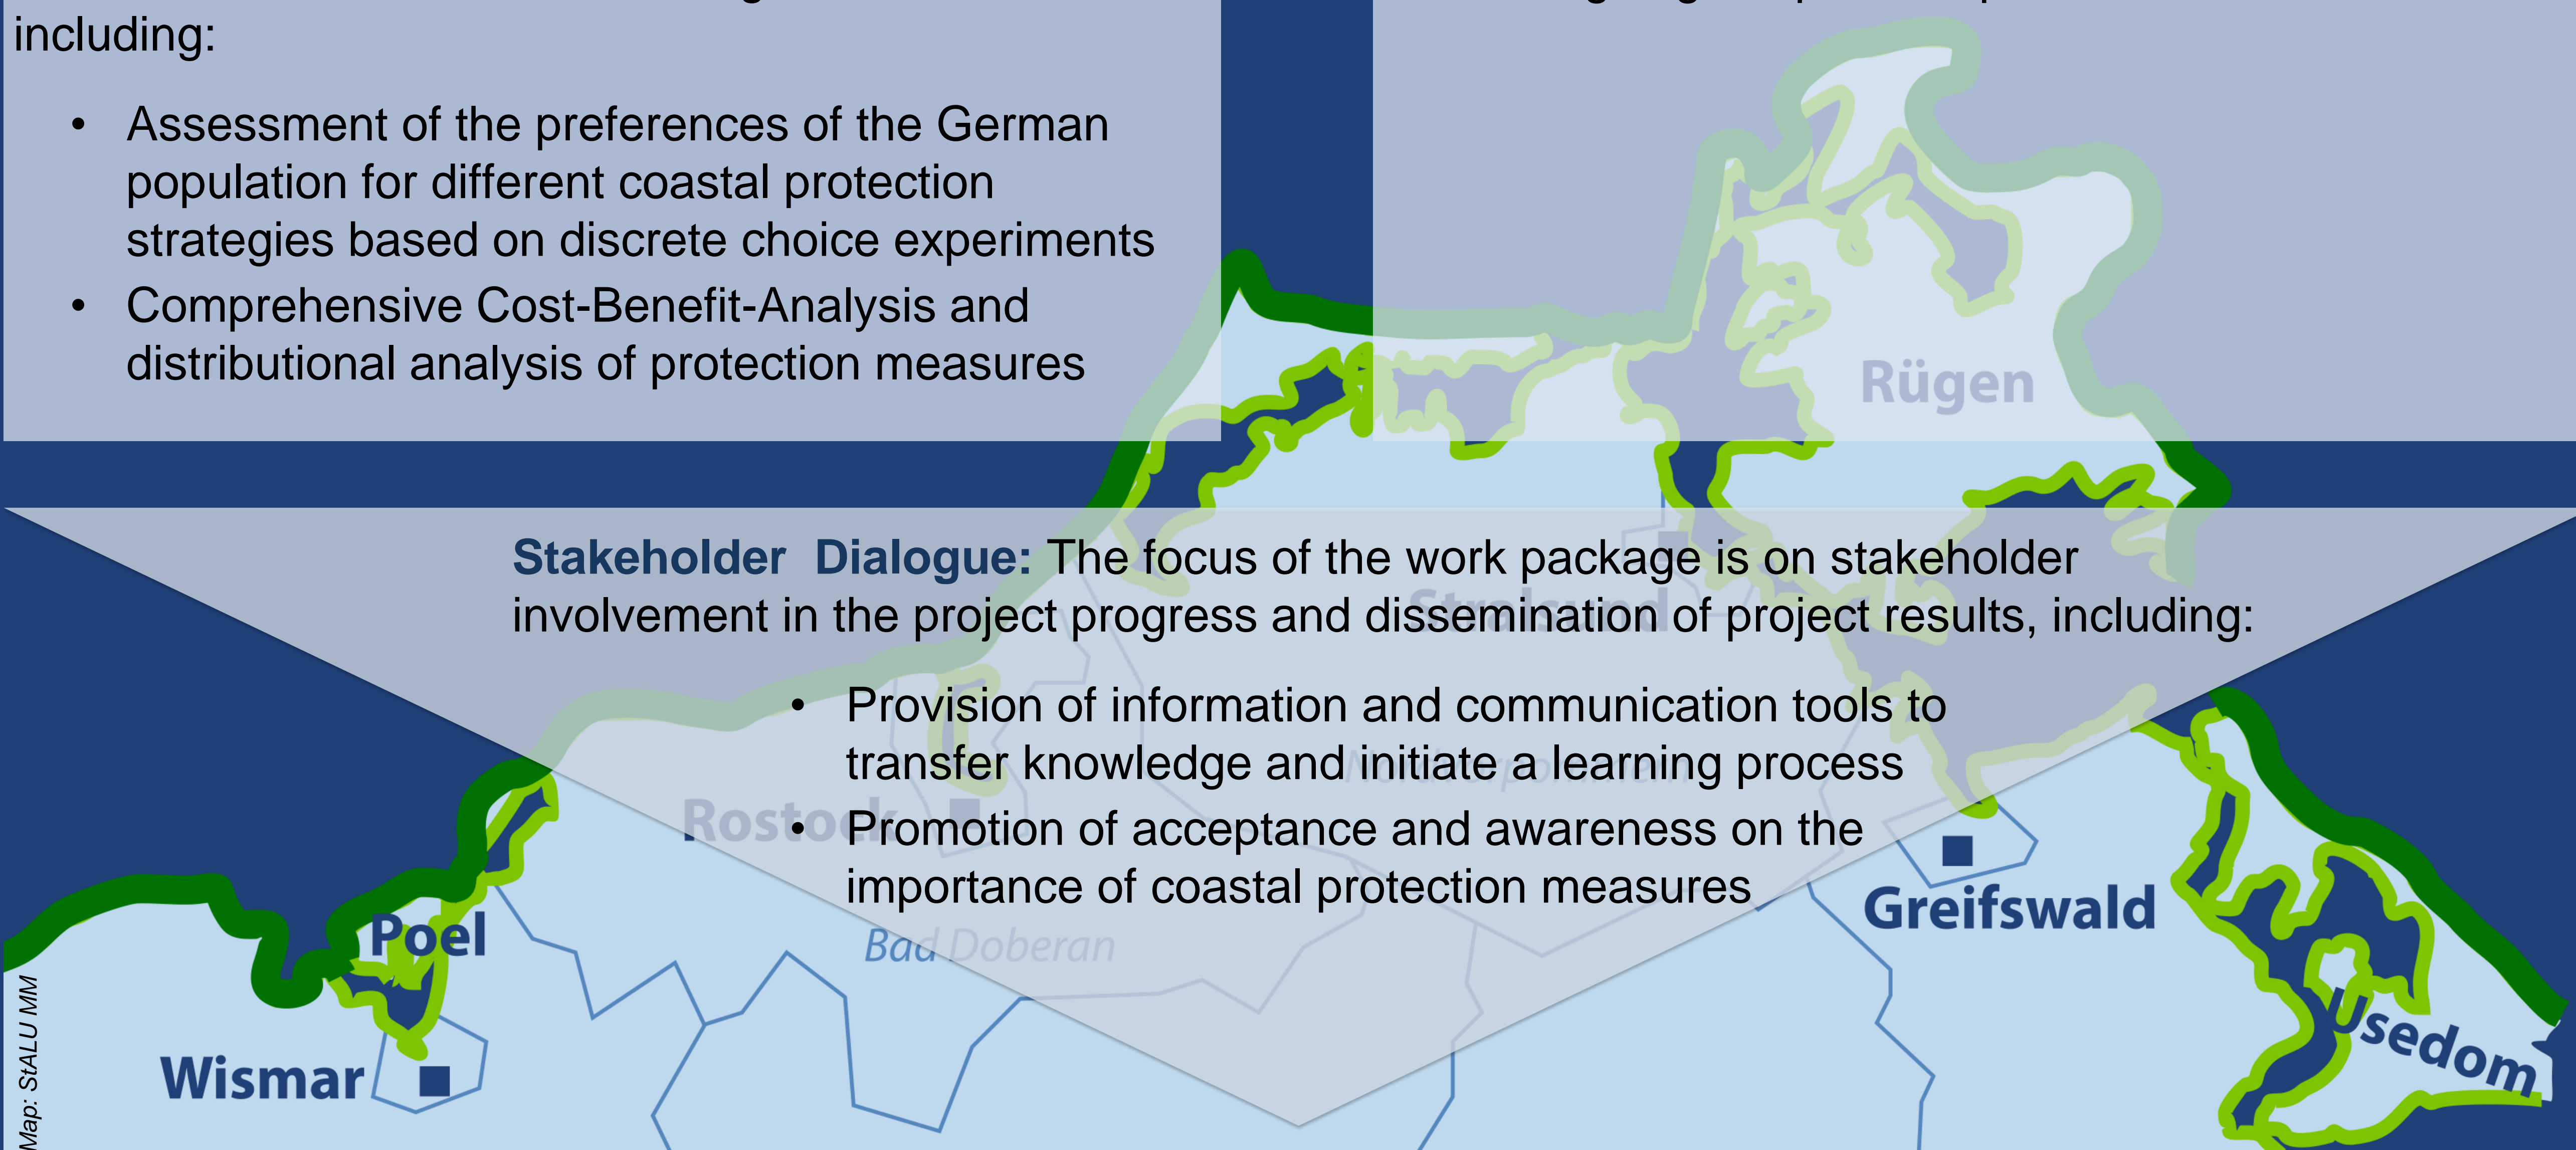 including:
• Assessment of the preferences of the German
population for different coastal protection
strategies based on discrete choice experiments
• Comprehensive Cost-Benefit-Analysis and
distributional analysis of protection measures
Rügen
Stakeholder Dialogue: The focus of the work package is on stakeholder
involvement in the project progress and dissemination of project results, including:
Stralsund
• Provision of information and communication tools to
transfer knowledge and initiate a learning process
Nordvorpommern
• Promotion of acceptance and awareness on the
importance of coastal protection measures
Rostock
Greifswald
Poel
Bad Doberan
Usedom
Wismar
Map: StALU MM